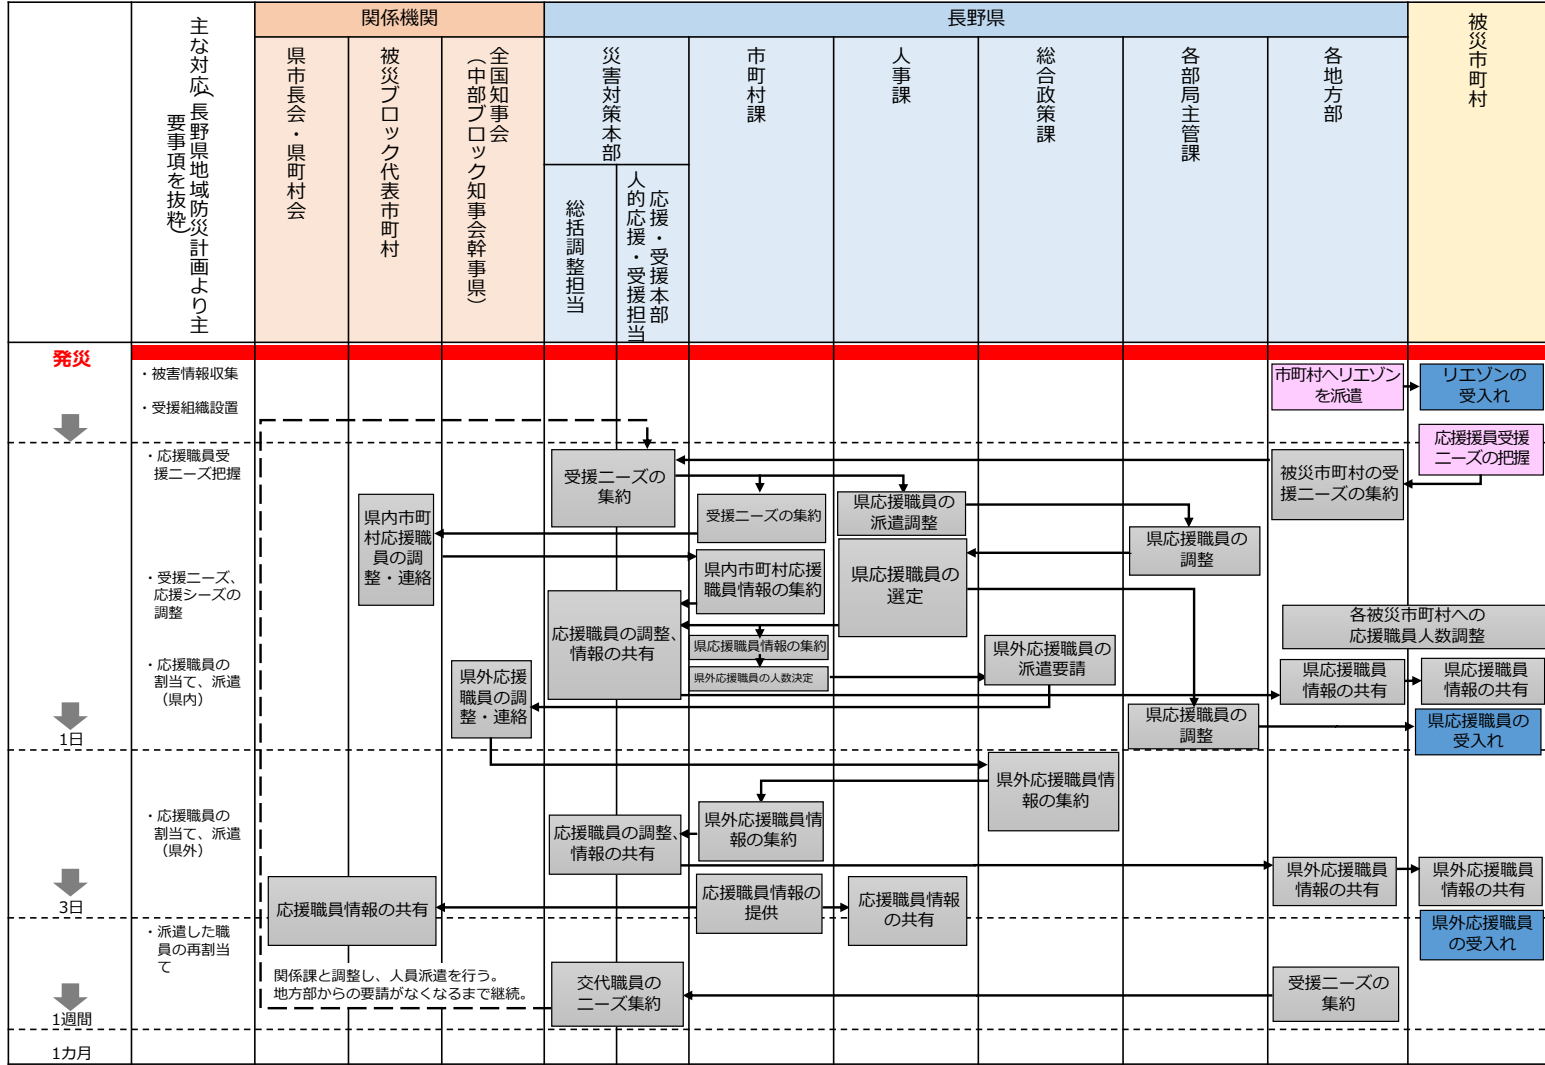 関係機関
長野県
被災市町村
主な対応（長野県地域防災計画より主
要事項を抜粋）
県市長会・県町村会
被災ブロック代表市町村
全国知事会
（中部ブロック知事会幹事県）
災害対策本部
総括調整担当
応援・受援本部
人的応援・受援担当
市町村課
人事課
総合政策課
各部局主管課
各地方部
発災
・被害情報収集
・受援組織設置
市町村へリエゾン
を派遣
リエゾンの
受入れ
・応援職員受
援ニーズ把握
応援援員受援
ニーズの把握
受援ニーズの
集約
被災市町村の受
援ニーズの集約
受援ニーズの集約
県応援職員の
派遣調整
県内市町
村応援職
員の調
整・連絡
県応援職員の
調整
県内市町村応援
職員情報の集約
県応援職員の
選定
・受援ニーズ、
応援シーズの
調整
応援職員の調整、
情報の共有
各被災市町村への
応援職員人数調整
県応援職員情報の集約
県外応援職員の
派遣要請
県外応援職員の人数決定
・応援職員の
割当て、派遣
（県内）
県外応援
職員の調
整・連絡
県応援職員
情報の共有
県応援職員
情報の共有
県応援職員の
調整
県応援職員の
受入れ
1日
県外応援職員情
報の集約
・応援職員の
割当て、派遣
（県外）
応援職員の調整、
情報の共有
県外応援職員情
報の集約
県外応援職員
情報の共有
県外応援職員
情報の共有
応援職員情報の共有
応援職員情報の
提供
応援職員情報
の共有
3日
・派遣した職
員の再割当
て
県外応援職員
の受入れ
関係課と調整し、人員派遣を行う。
地方部からの要請がなくなるまで継続。
交代職員の
ニーズ集約
受援ニーズの
集約
1週間
1カ月